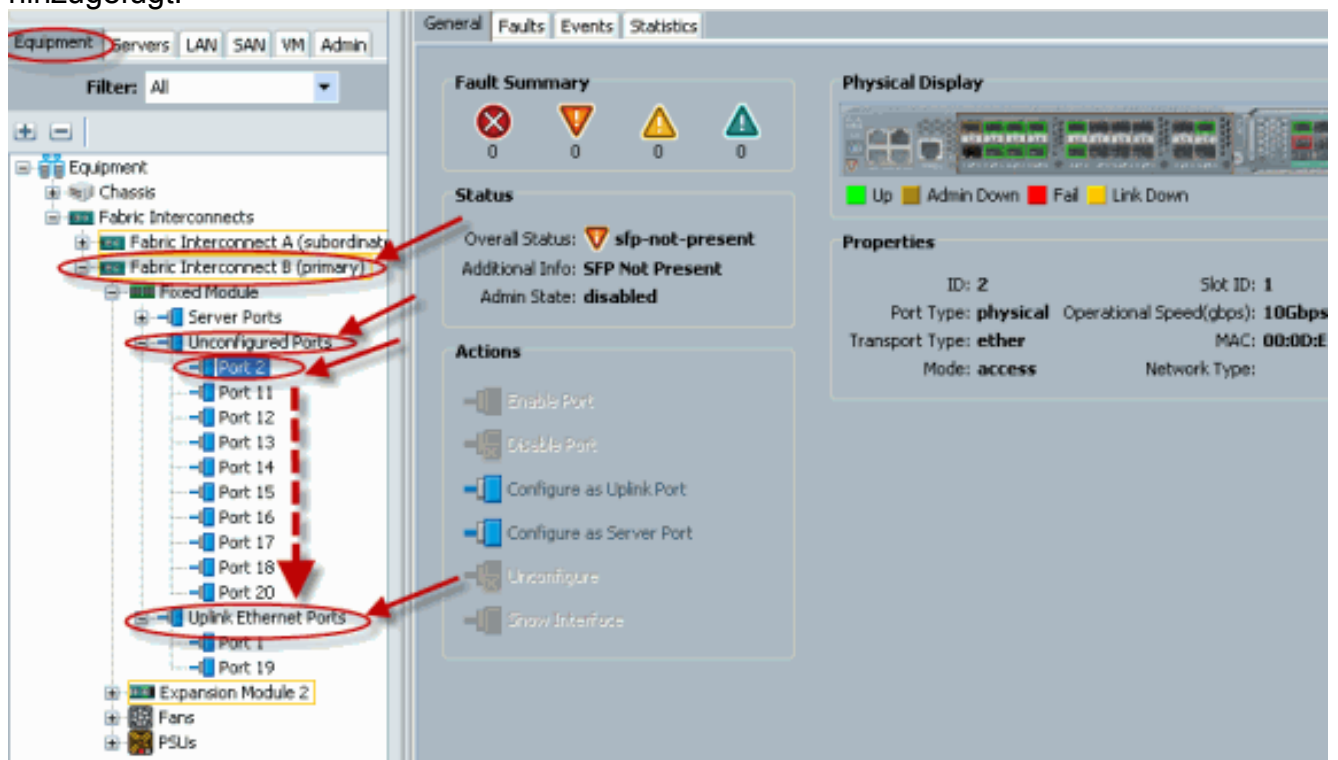 hinzugefügt.
Equipment Servers LAN SAN VM Admin
Filter: All
Equipment
Chassis
Fabric Interconnects
Fabric Interconnect A (subordinat
Fabric Interconnect B (primary)
Fixed Module
Server Ports
Unconfigured Ports
Port 2
Port 11
Port 12
Port 13
Port 14
Port 15
Port 16
Port 17
Port 18
Port 20
Uplink Ethernet Ports
Port 1
Port 19
Expansion Module 2
Fans
PSUs
General Faults Events Statistics
Fault Summary
0 0 0 0
Status
Overall Status: sfp-not-present
Additional Info: SFP Not Present
Admin State: disabled
Actions
Enable Port
Disable Port
Configure as Uplink Port
Configure as Server Port
Unconfigure
Show Interface
Physical Display
Up Admin Down Fail Link Down
Properties
ID: 2 Slot ID: 1
Port Type: physical Operational Speed(gbps): 10Gbps
Transport Type: ether MAC: 00:0D:E
Mode: access Network Type: